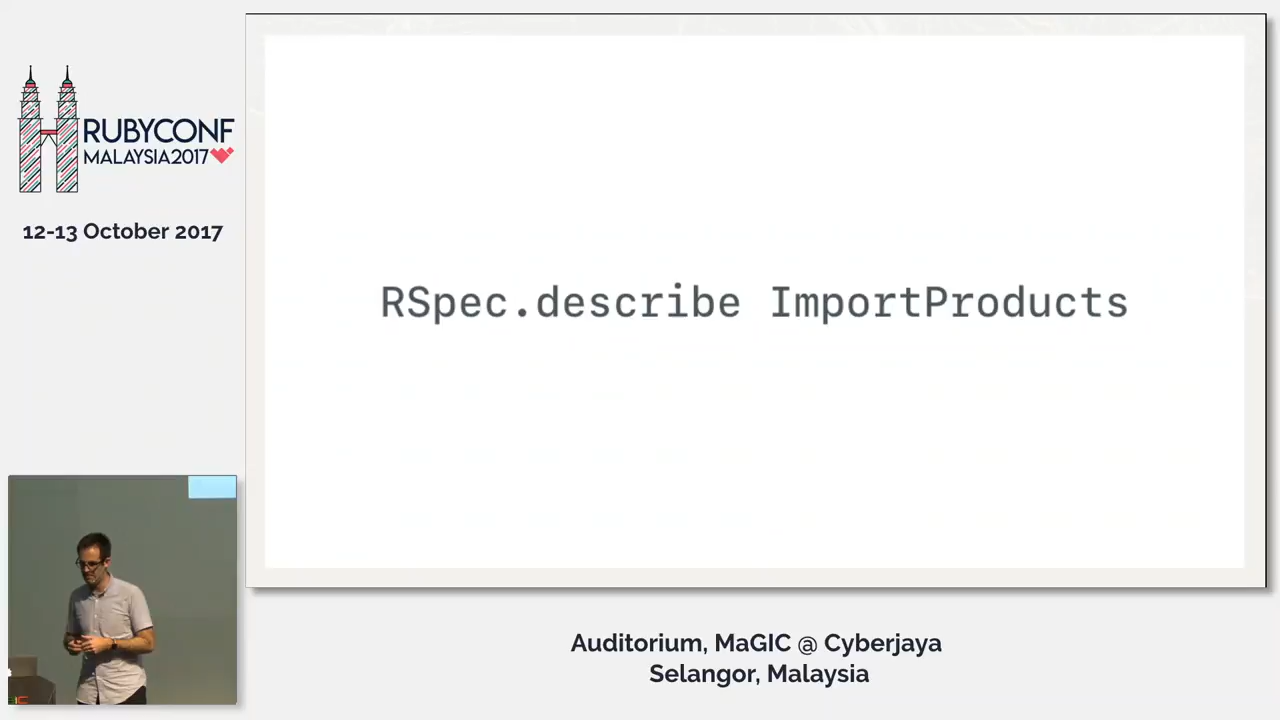 RUBYCONF
MALAYSIA2017
12-13 October 2017
RSpec.describe ImportProducts
Auditorium, MaGIC @ Cyberjaya
Selangor, Malaysia